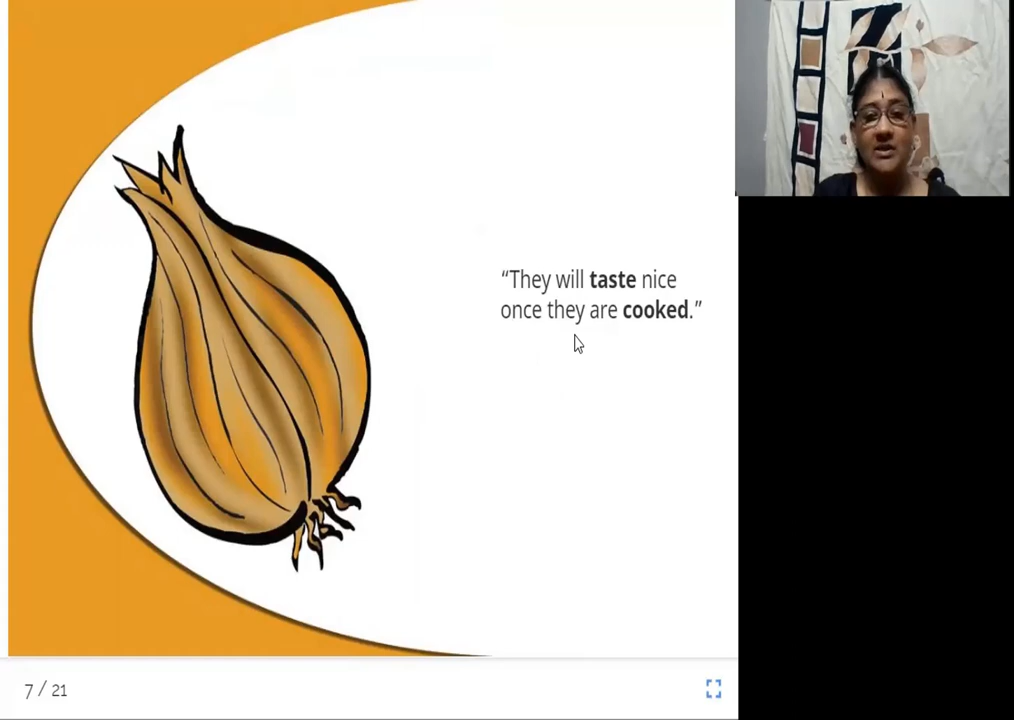 “They will taste nice
once they are cooked.”
7 / 21